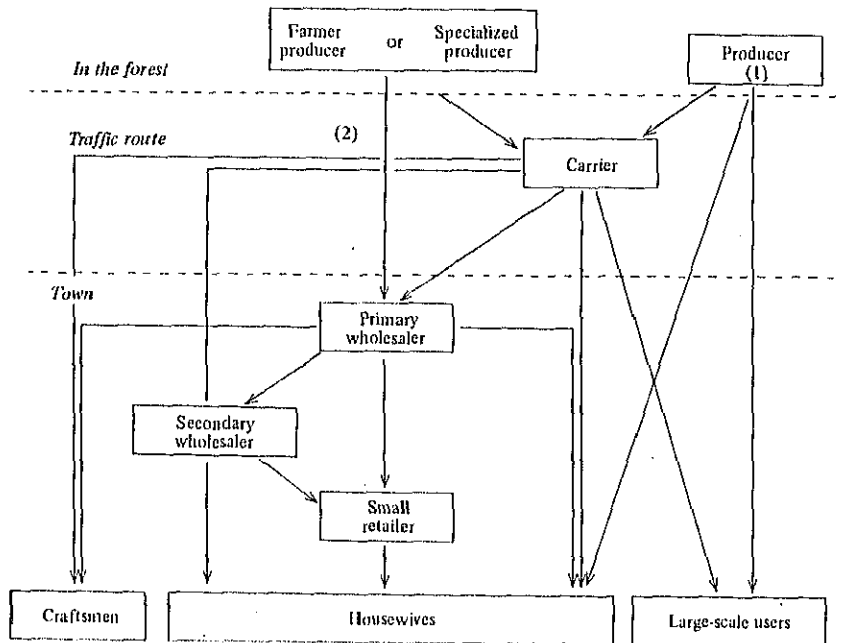 Farmer or Specialized
producer producer
Producer
(1)
In the forest
Traffic route
(2)
Carrier
Town
Primary
wholesaler
Secondary
wholesaler
Small
retailer
Craftsmen
Housewives
Large-scale users